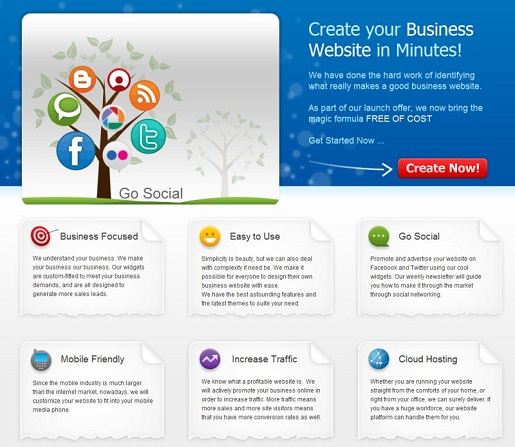 Create your Business
Website in Minutes!
We have done the hard work of identifying
what really makes a good business website.
As part of our launch offer, we now bring the
magic formula FREE OF COST
Get Started Now ...
Create Now!
Go Social
Business Focused
We understand your business. We make
your business our business. Our widgets
are custom-fitted to meet your business
demands, and are all designed to
generate more sales leads.
Easy to Use
Simplicity is beauty, but we can also deal
with complexity if need be. We make it
possible for everyone to design their own
business website with ease.
We have the best astounding features and
the latest themes to suite your need.
Go Social
Promote and advertise your website on
Facebook and Twitter using our cool
widgets. Our weekly newsletter will guide
you how to make it through the market
through social networking.
Mobile Friendly
Since the mobile industry is much larger
than the internet market, nowadays, we will
customize your website to fit into your mobile
media phone.
Increase Traffic
We know what a profitable website is. We
will actively promote your business online in
order to increase traffic. More traffic means
more sales and more site visitors means
that you have more conversion rates as well.
Cloud Hosting
Whether you are running your website
straight from the comforts of your home, or
right from your office, we can surely deliver. If
you have a huge workforce, our website
platform can handle them for you.